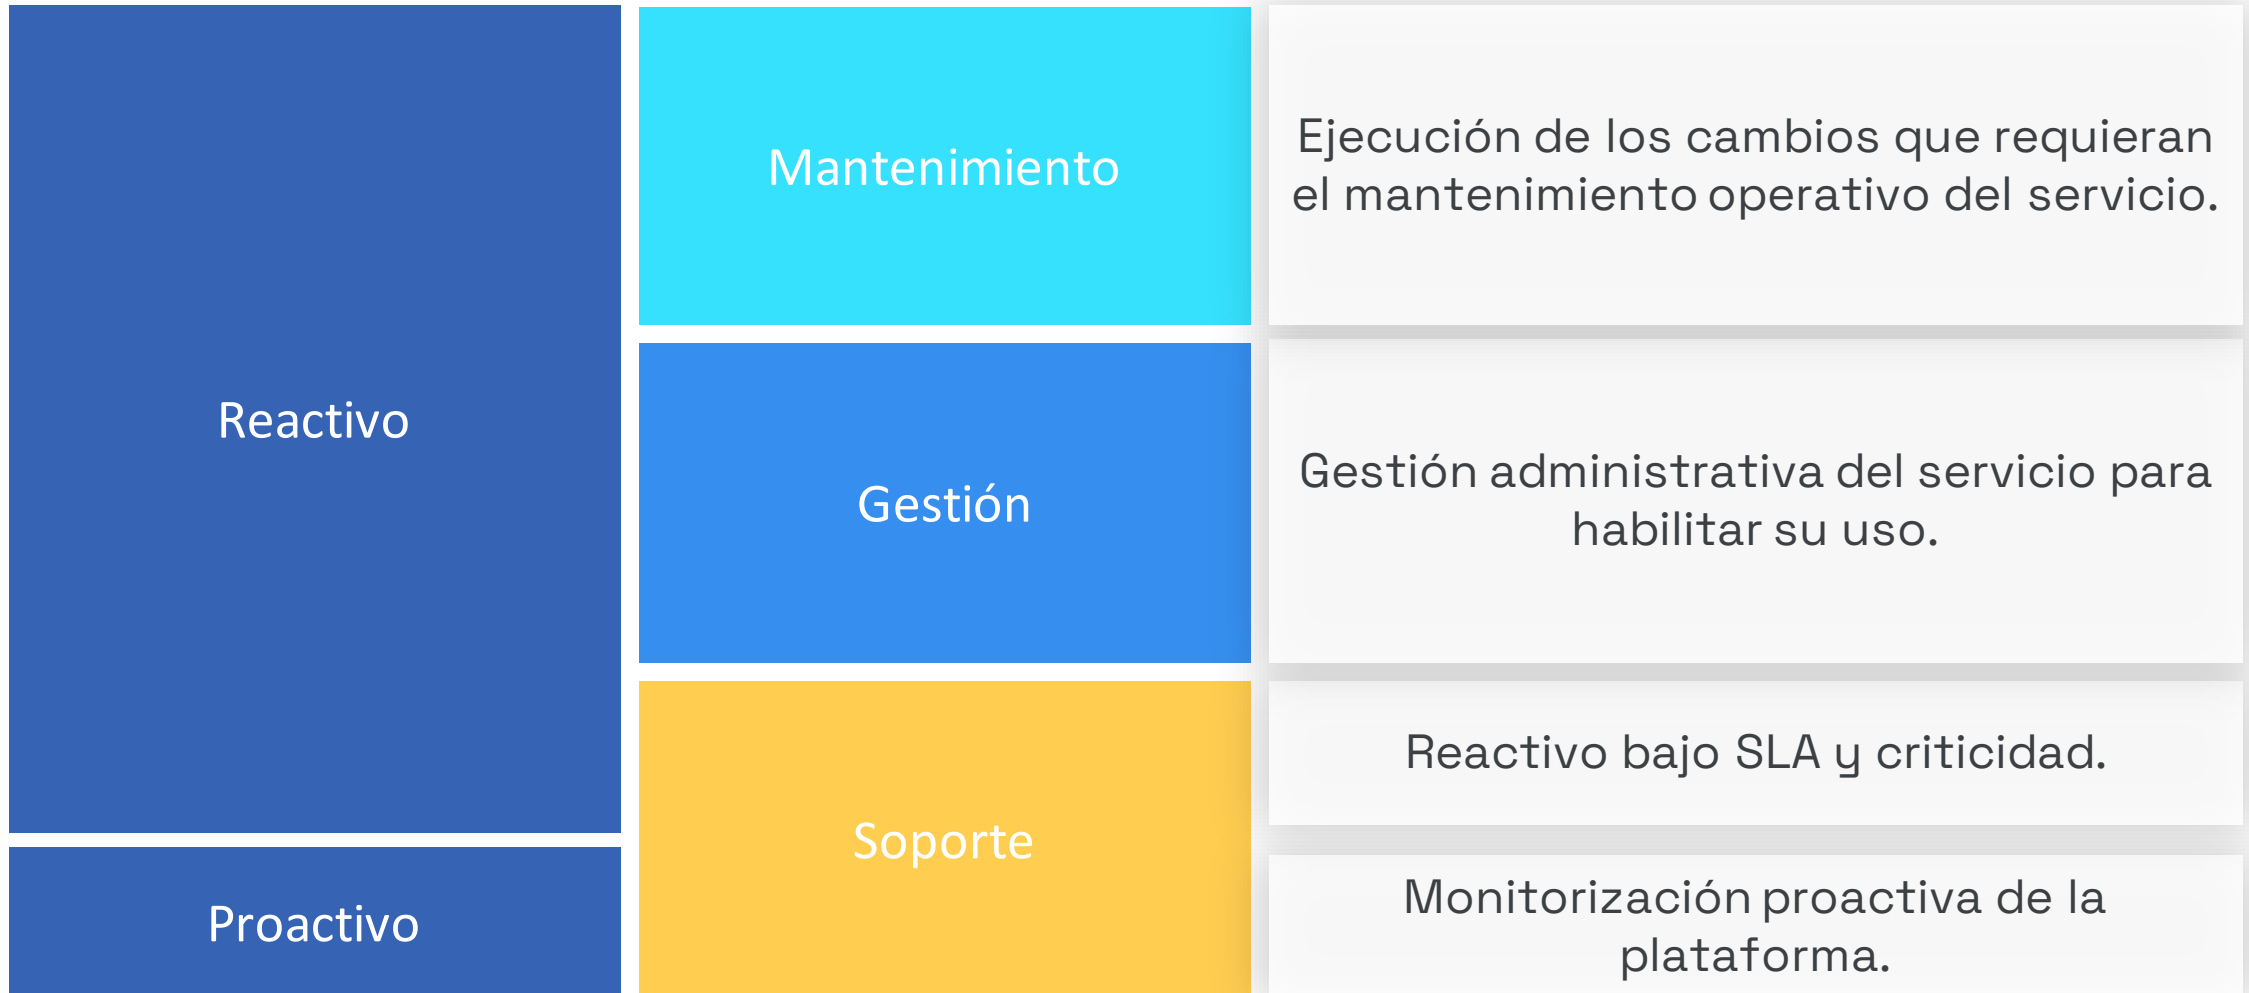 Reactivo
Mantenimiento
Ejecución de los cambios que requieran
el mantenimiento operativo del servicio.
Gestión
Gestión administrativa del servicio para
habilitar su uso.
Soporte
Reactivo bajo SLA y criticidad.
Proactivo
Monitorización proactiva de la
plataforma.